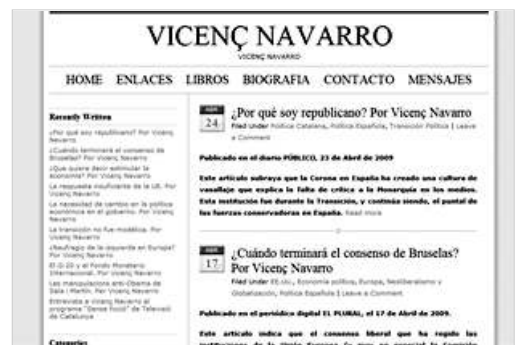 VICENÇ NAVARRO
VICENÇ NAVARRO
HOME ENLACES LIBROS BIOGRAFIA CONTACTO MENSAJES
Recently Written
¿Por qué soy republicano? Por Vicenç
Navarro
¿Cuándo terminará el consenso de
Bruselas? Por Vicenç Navarro
¿Qué quiere decir estimular la
economía? Por Vicenç Navarro
La respuesta insuficiente de la UE. Por
Vicenç Navarro
La necesidad de cambio en la política
económica en el gobierno. Por Vicenç
Navarro
La transición no fue modélica. Por
Vicenç Navarro
¿Naufragio de la izquierda en Europa?
Por Vicenç Navarro
El G-20 y el Fondo Monetario
Internacional. Por Vicenç Navarro
Las manipulaciones anti-Obama de
Sala i Martín. Por Vicenç Navarro
Entrevista a Vicenç Navarro al
programa "Sense ficció" de Televisió
de Catalunya
Categories
24
¿Por qué soy republicano? Por Vicenç Navarro
Filed Under Política Catalana, Política Española, Transición Política | Leave
a Comment
Publicado en el diario PÚBLICO, 23 de Abril de 2009
Este artículo subraya que la Corona en España ha creado una cultura de
vasallaje que explica la falta de crítica a la Monarquía en los medios.
Esta institución fue durante la Transición, y continúa siendo, el puntal de
las fuerzas conservadoras en España. Read more
17
¿Cuándo terminará el consenso de Bruselas?
Por Vicenç Navarro
Filed Under EE.UU., Economía política, Europa, Neoliberalismo y
Globalización, Política Española | Leave a Comment
Publicado en el periódico digital EL PLURAL, el 17 de Abril de 2009.
Este artículo indica que el consenso liberal que ha regido las